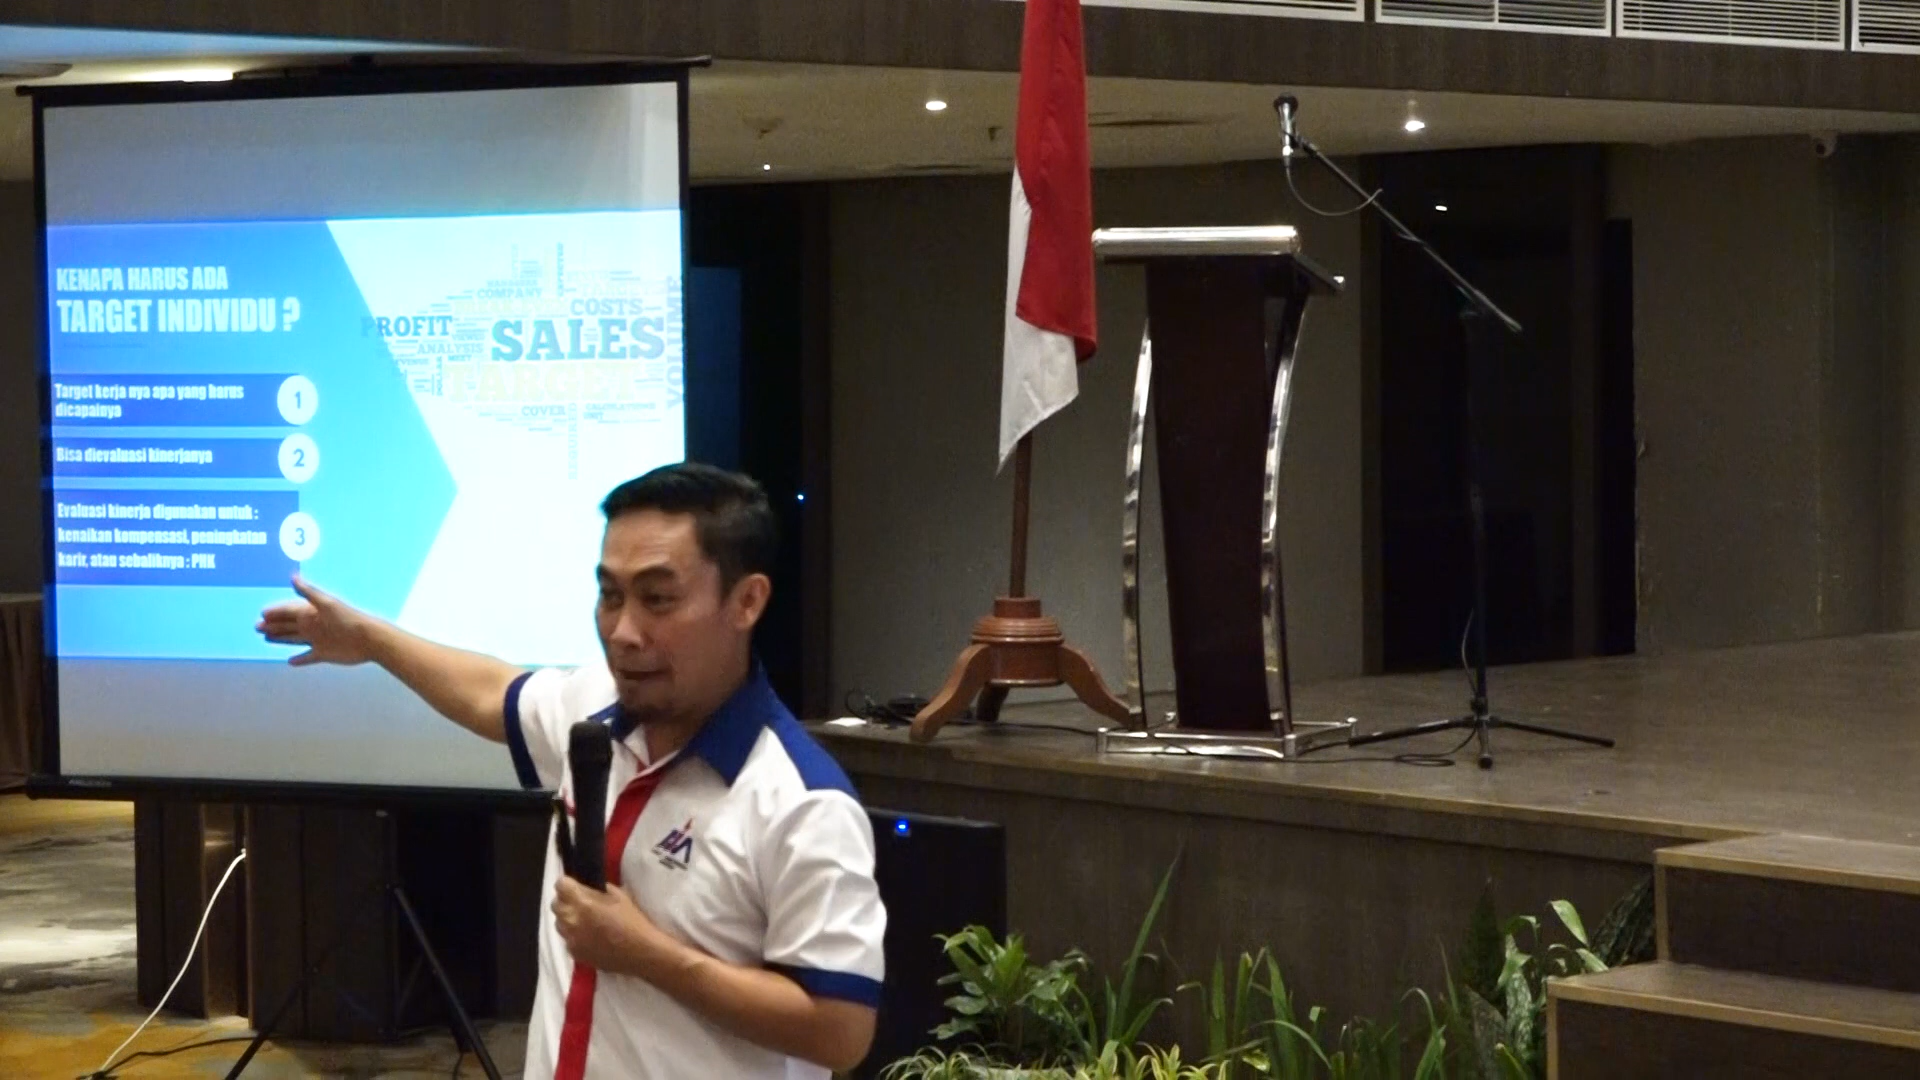 KENAPA HARUS ADA
TARGET INDIVIDU ?
Target kerja nya apa yang harus
dicapainya
1
Bisa dievaluasi kinerjanya
2
Evaluasi kinerja digunakan untuk :
kenaikan kompensasi, peningkatan
karir, atau sebaliknya : PHK
3
COMPANY
COSTS
PROFIT
SALES
ANALYSIS
TARGET
VOLUME
COVER
CALCULATIONS